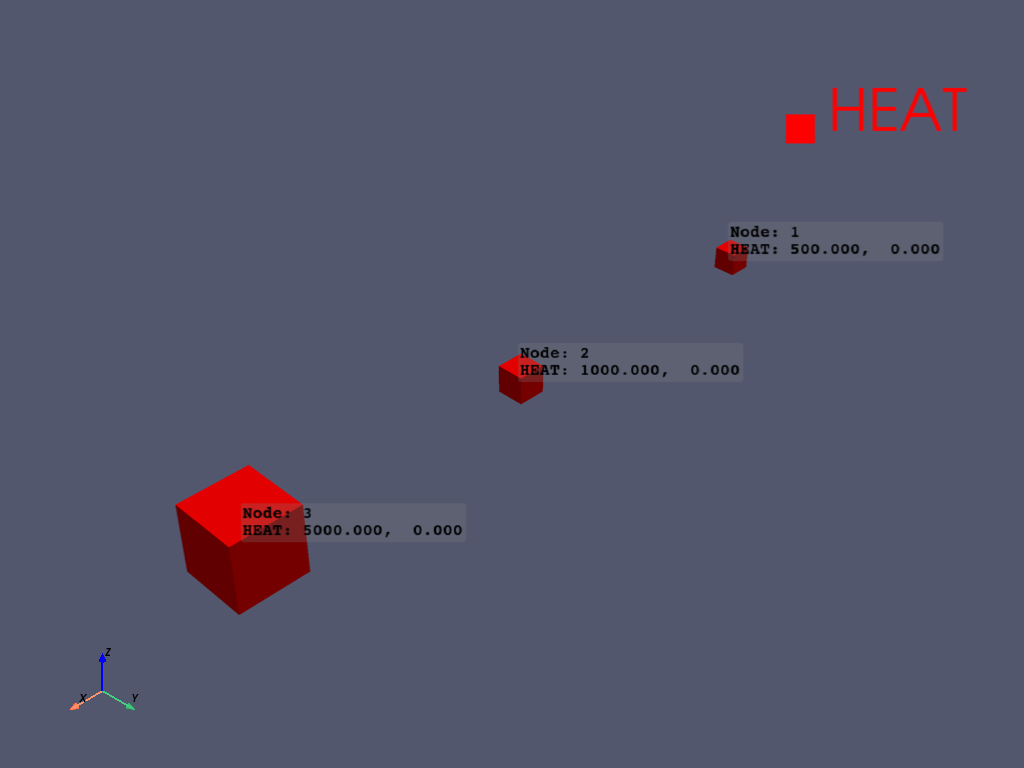 HEAT
Node: 1
HEAT: 500.000,  0.000
Node: 2
HEAT: 1000.000,  0.000
Node: 3
HEAT: 5000.000,  0.000
Z
X
Y